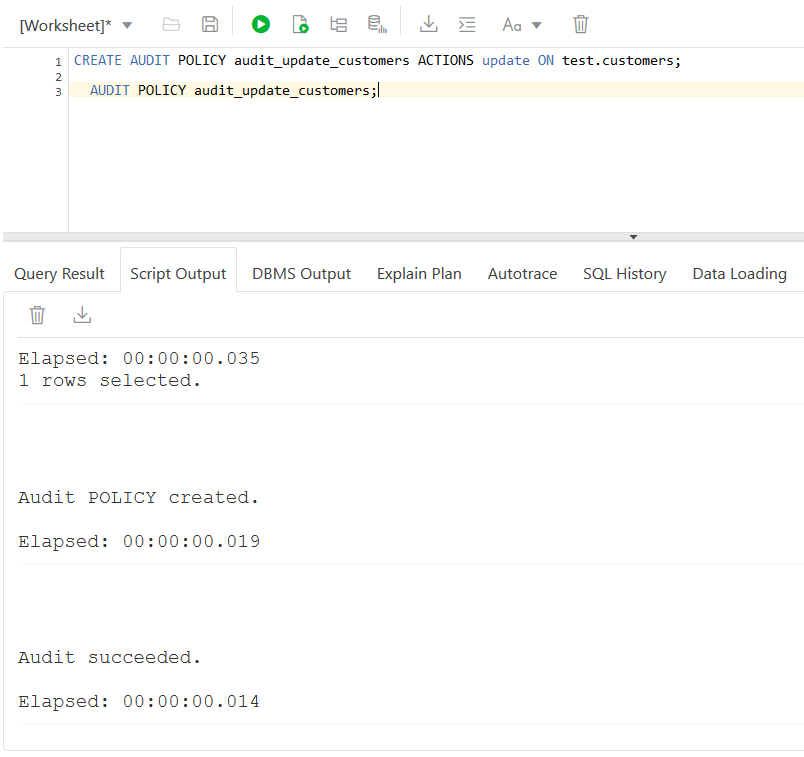 [Worksheet]*
Aa
1 CREATE AUDIT POLICY audit_update_customers ACTIONS update ON test.customers;
2
3 AUDIT POLICY audit_update_customers;
Query Result Script Output DBMS Output Explain Plan Autotrace SQL History Data Loading
Elapsed: 00:00:00.035
1 rows selected.
Audit POLICY created.
Elapsed: 00:00:00.019
Audit succeeded.
Elapsed: 00:00:00.014